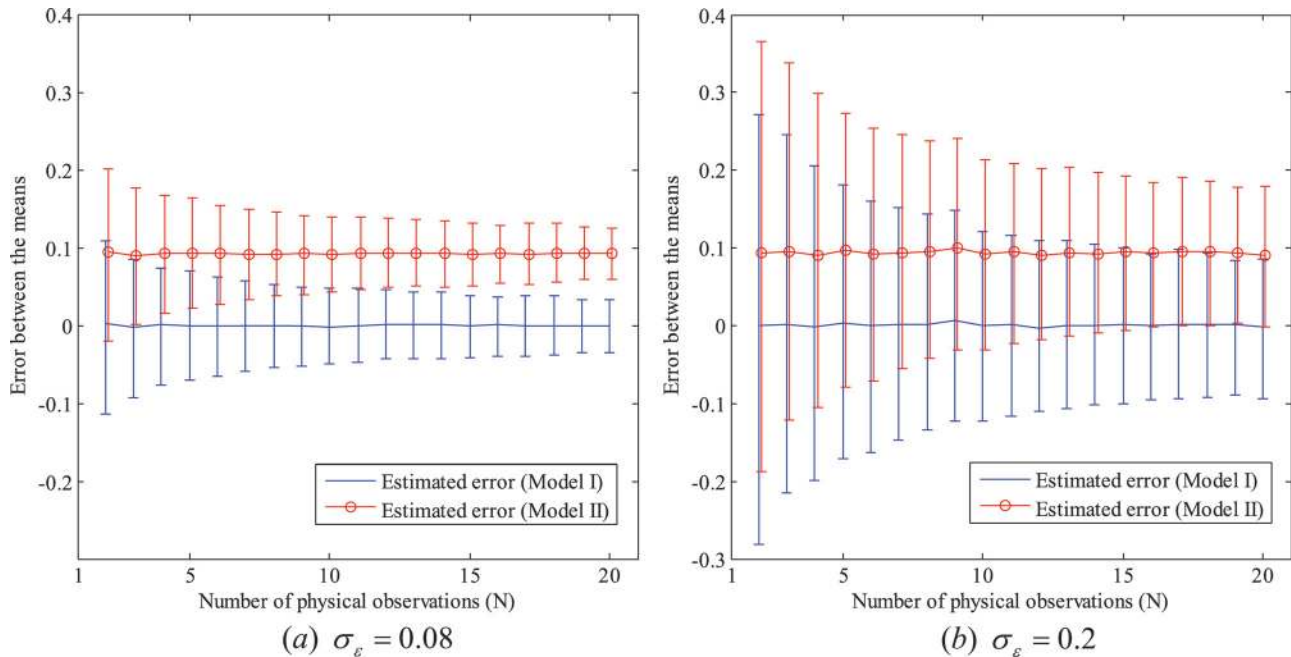 0.4
0.3
0.2
0.1
0
-0.1
-0.2
Error between the means
Estimated error (Model I)
Estimated error (Model II)
1 5 10 15 20
Number of physical observations (N)
(a) σ_ε = 0.08
0.4
0.3
0.2
0.1
0
-0.1
-0.2
-0.3
Error between the means
Estimated error (Model I)
Estimated error (Model II)
1 5 10 15 20
Number of physical observations (N)
(b) σ_ε = 0.2